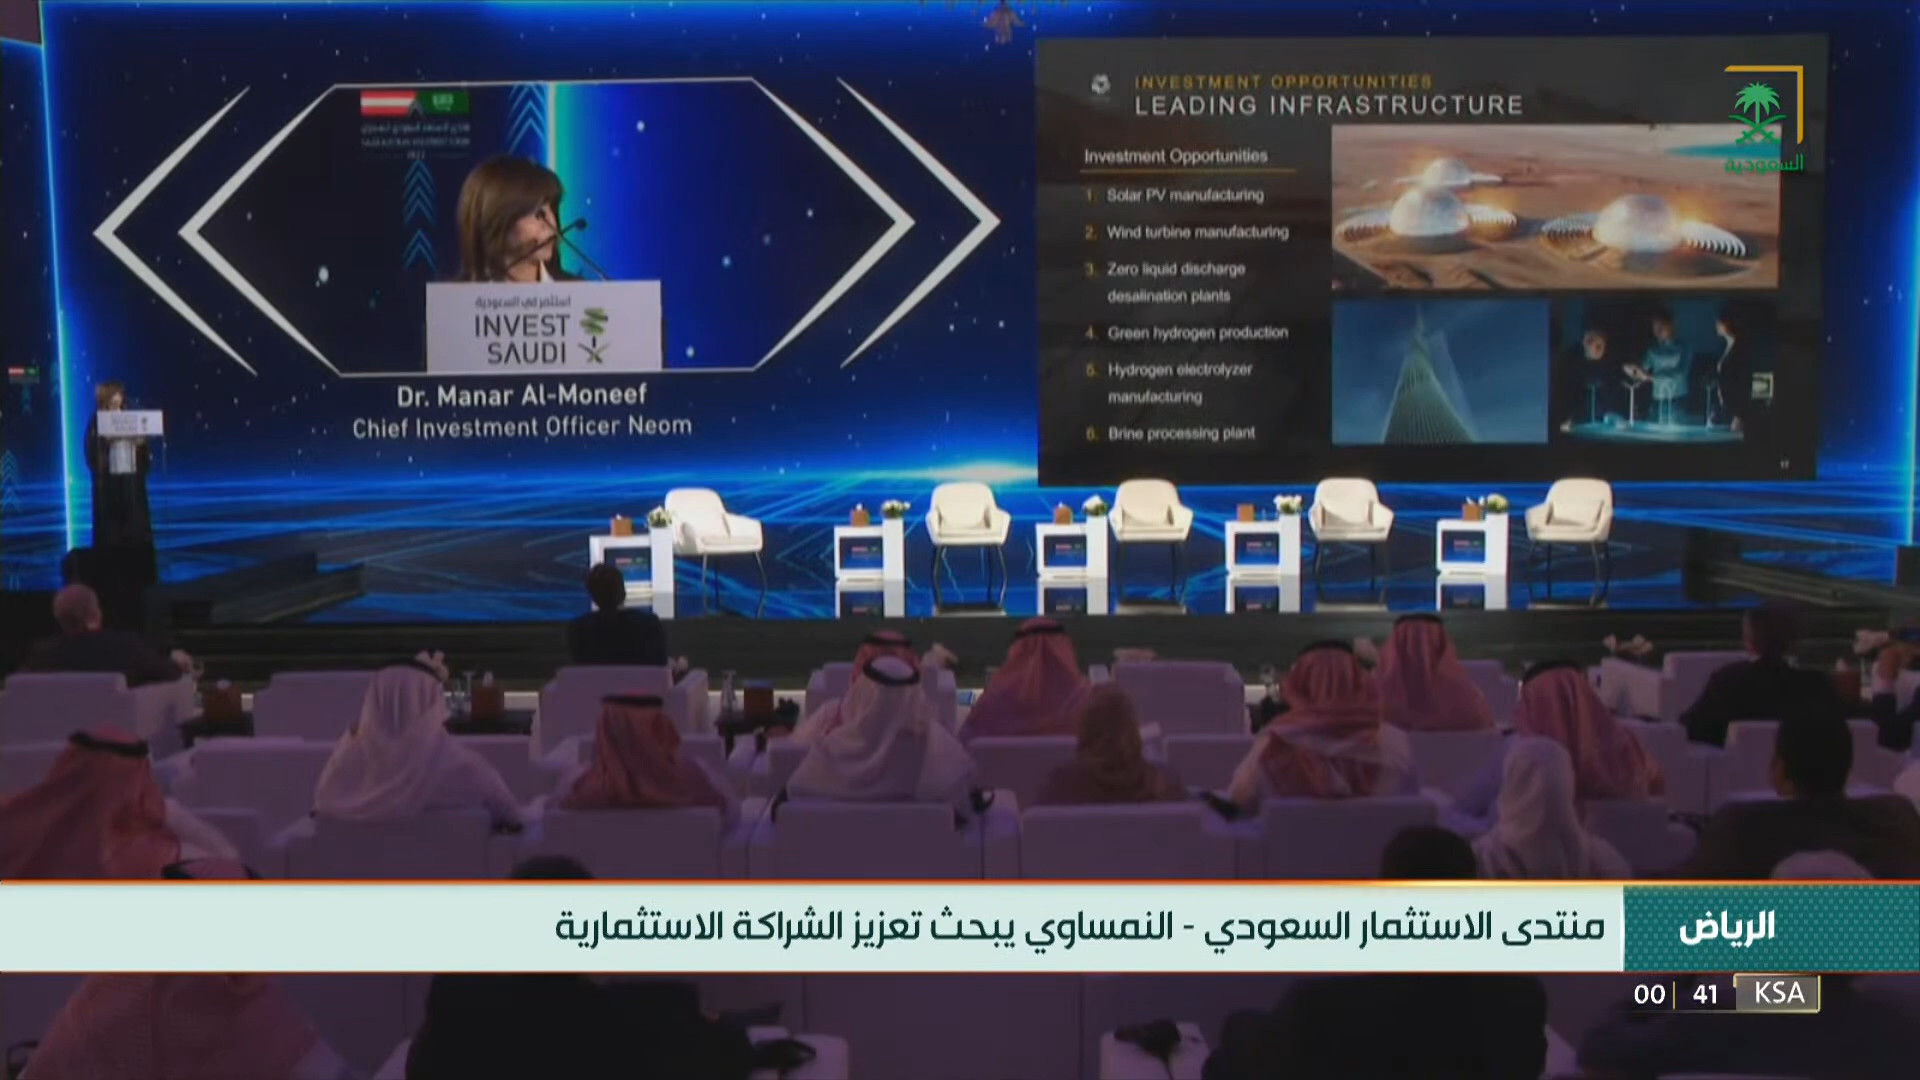 INVESTMENT OPPORTUNITIES
LEADING INFRASTRUCTURE
Investment Opportunities
1. Solar PV manufacturing
2. Wind turbine manufacturing
3. Zero liquid discharge
desalination plants
4. Green hydrogen production
5. Hydrogen electrolyzer
manufacturing
6. Brine processing plant
17
السعودية
استثمر في السعودية
INVEST
SAUDI
Dr. Manar Al-Moneef
Chief Investment Officer Neom
الرياض
منتدى الاستثمار السعودي - النمساوي يبحث تعزيز الشراكة الاستثمارية
00 41 KSA